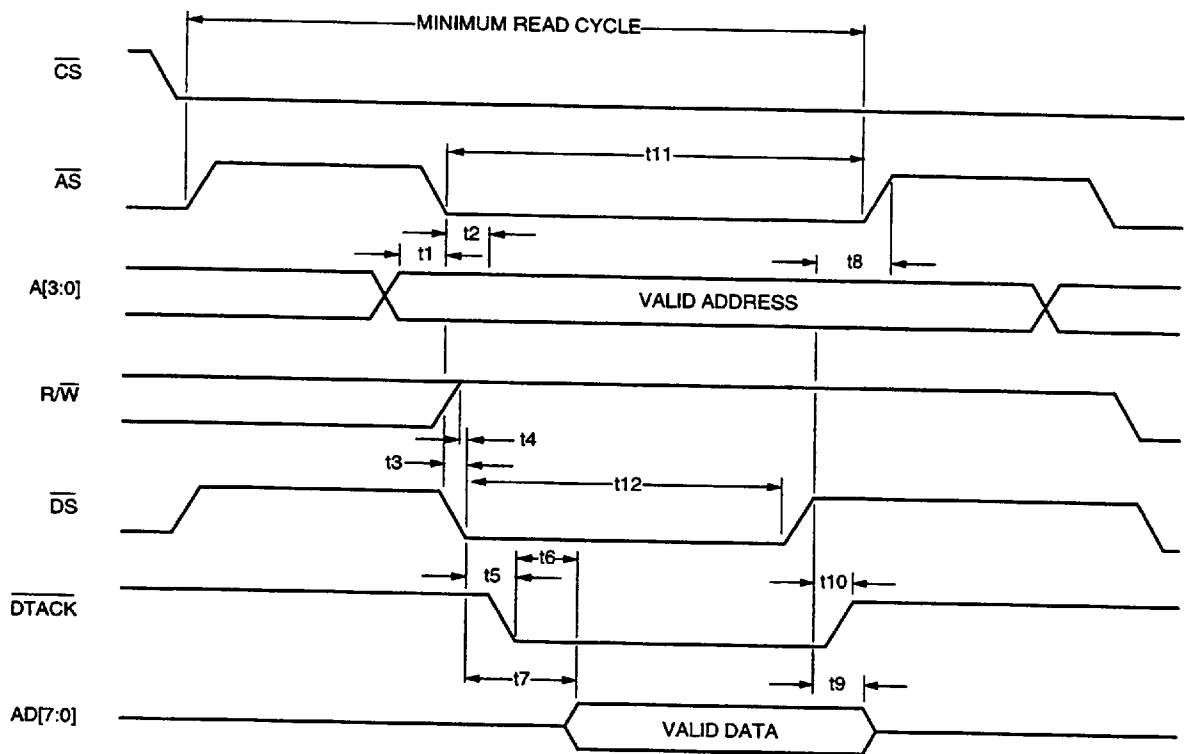 MINIMUM READ CYCLE
CS
t11
AS
t2
t1
t8
A[3:0]
VALID ADDRESS
R/W
t4
t3
t12
DS
t6
t5
t10
DTACK
t7
t9
AD[7:0]
VALID DATA